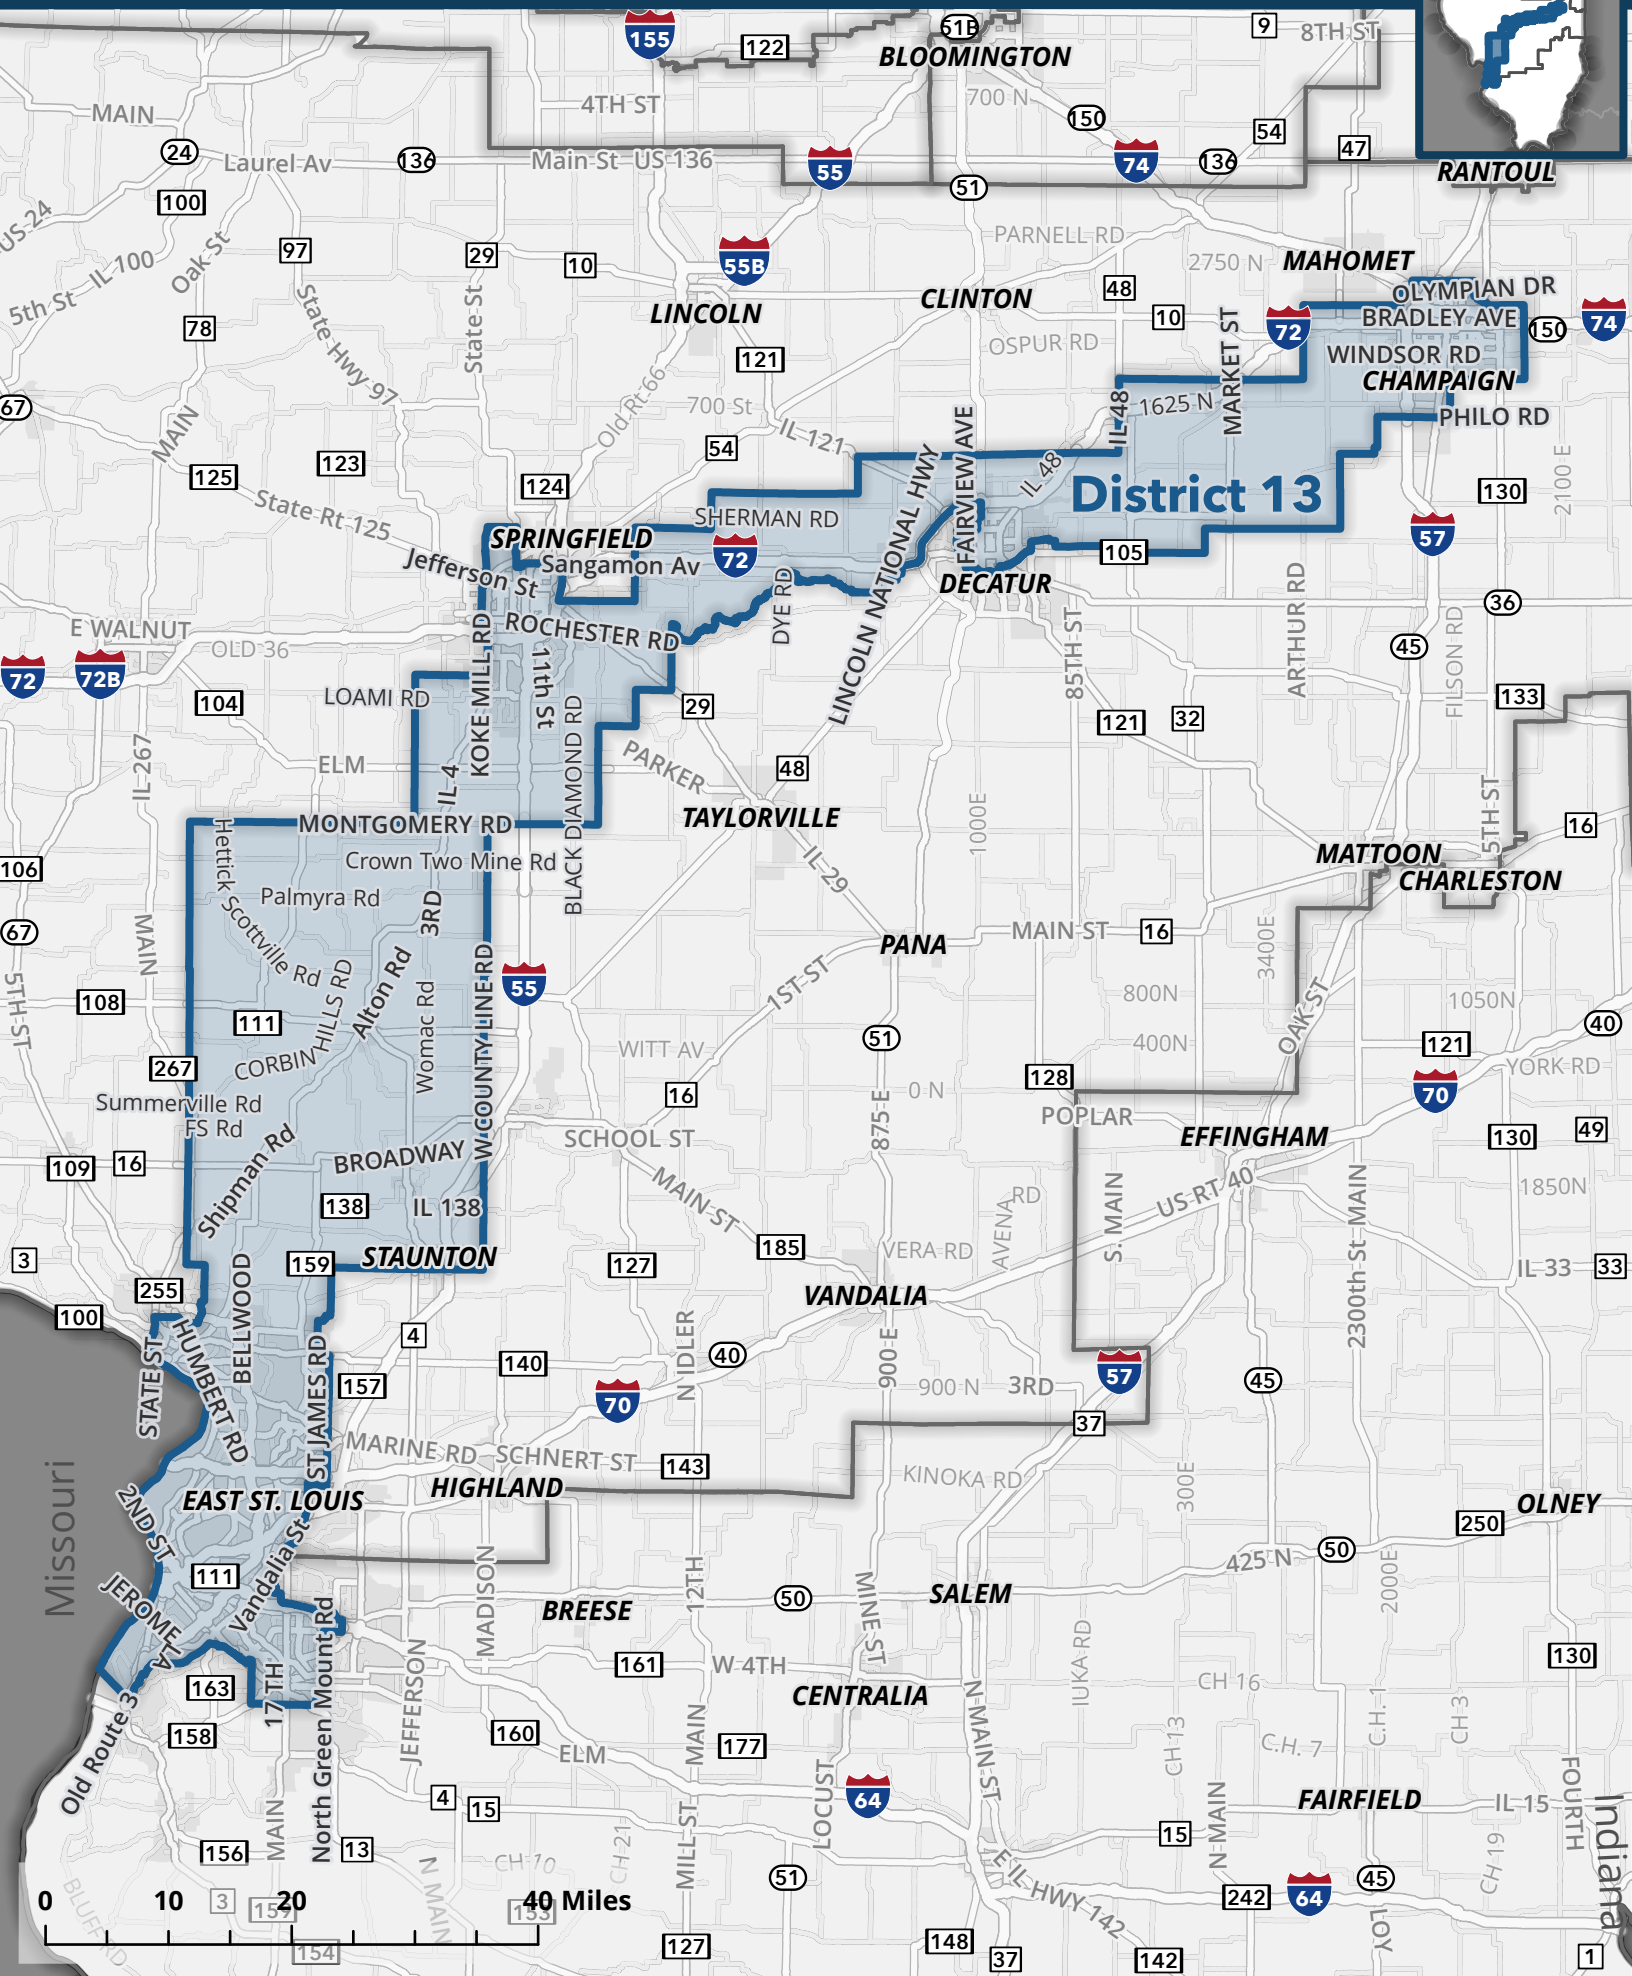 155
122
51B
BLOOMINGTON
9
8TH ST
MAIN
4TH ST
700 N
150
54
47
24
Laurel Av
136
Main St US 136
55
74
136
51
RANTOUL
100
US 24
97
29
10
55B
PARNELL RD
2750 N
MAHOMET
5th St
IL 100
Oak St
State Hwy 97
State St
LINCOLN
CLINTON
48
10
72
OLYMPIAN DR
BRADLEY AVE
150
74
78
121
OSPUR RD
MARKET ST
WINDSOR RD
CHAMPAIGN
67
MAIN
Old Rt 66
700 St
IL 121
FAIRVIEW AVE
IL 48
1625 N
PHILO RD
125
123
54
124
LINCOLN NATIONAL HWY
IL 48
District 13
130
2100 E
State Rt 125
SHERMAN RD
SPRINGFIELD
72
57
Jefferson St
Sangamon Av
105
DECATUR
DYE RD
36
E WALNUT
OLD 36
ROCHESTER RD
85TH ST
ARTHUR RD
45
FILSON RD
72
72B
104
LOAMI RD
KOKE MILL RD
11th St
29
121
32
133
IL 267
ELM
IL 4
BLACK DIAMOND RD
PARKER
48
TAYLORVILLE
1000E
5TH ST
16
MONTGOMERY RD
Hettick Scottville Rd
Crown Two Mine Rd
106
Palmyra Rd
3RD
IL 29
MATTOON
CHARLESTON
67
MAIN
PANA
MAIN ST
16
3400E
5TH ST
108
111
CORBIN HILLS RD
Alton Rd
Womac Rd
W COUNTY LINE RD
55
1ST ST
800N
OAK ST
1050N
51
WITT AV
400N
121
40
YORK RD
267
Summerville Rd
FS Rd
16
875 E
0 N
128
70
POPLAR
EFFINGHAM
130
49
109
16
Shipman Rd
BROADWAY
SCHOOL ST
138
IL 138
MAIN ST
AVENA RD
S. MAIN
US RT 40
2300th St MAIN
1850N
3
255
BELLWOOD
159
STAUNTON
127
185
VERA RD
IL 33
33
VANDALIA
100
STATE ST
HUMBERT RD
ST JAMES RD
4
140
157
N IDLER
40
900 E
900 N
3RD
57
45
70
37
MARINE RD
SCHNERT ST
143
KINOKA RD
300E
Missouri
2ND ST
EAST ST. LOUIS
HIGHLAND
OLNEY
250
Vandalia St
50
425 N
2000E
111
JEROME LA
MADISON
12TH
50
MINE ST
SALEM
BREESE
IUKA RD
130
161
W 4TH
163
17 TH
North Green Mount Rd
JEFFERSON
CENTRALIA
N MAIN ST
CH 16
C.H. 1
CH 3
158
Old Route 3
160
ELM
MAIN
177
CH 13
C.H. 7
LOCUST
64
4
15
FAIRFIELD
IL 15
FOURTH
Indiana
156
MAIN
13
CH 10
CH 21
MILL ST
15
N MAIN
E IL HWY 142
CH 19
N MAIN
51
242
64
45
LOY
BLUFF RD
3
159
153
154
0 10 20 40 Miles
127
148
37
142
1